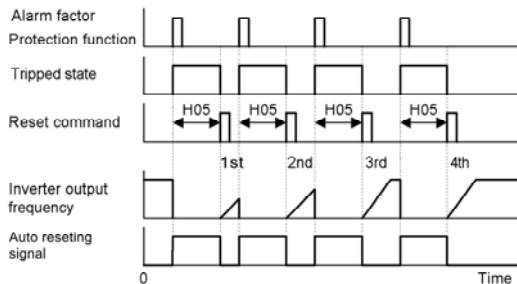 Alarm factor
Protection function
Tripped state
H05 H05 H05 H05
Reset command
1st 2nd 3rd 4th
Inverter output
frequency
Auto reseting
signal
0 Time